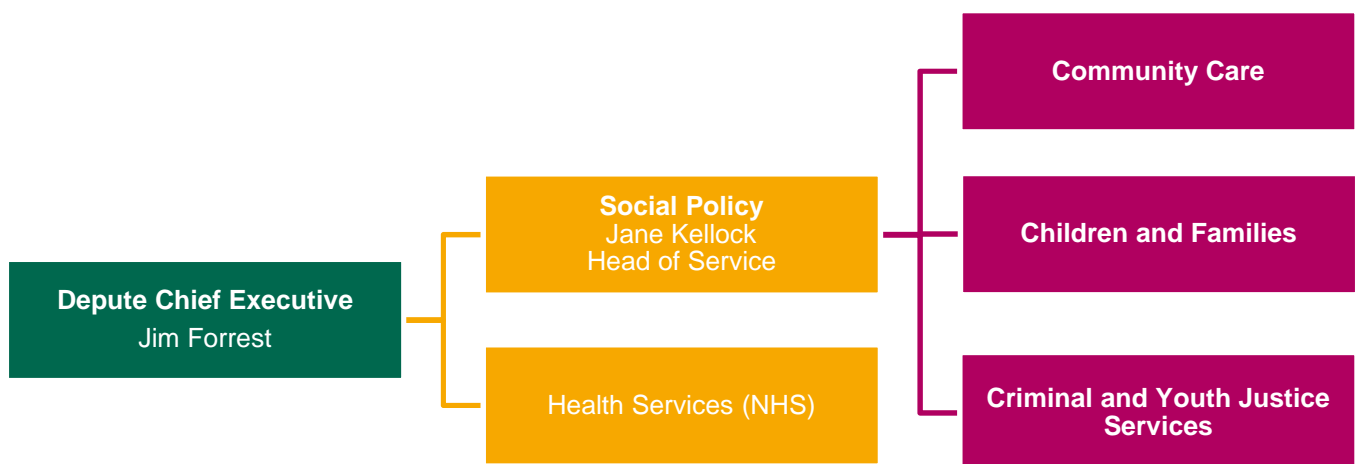 Depute Chief Executive
Jim Forrest
Social Policy
Jane Kellock
Head of Service
Health Services (NHS)
Community Care
Children and Families
Criminal and Youth Justice
Services